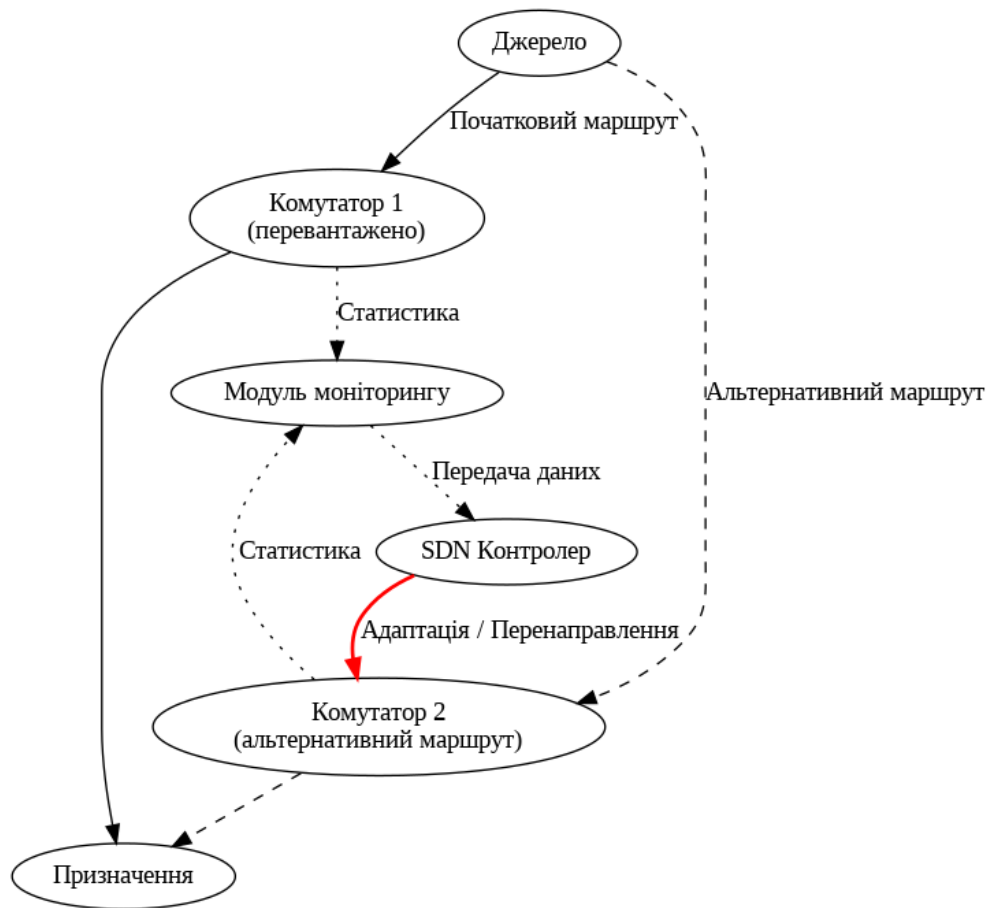 Джерело
Початковий маршрут
Комутатор 1
(перевантажено)
Статистика
Модуль моніторингу
Альтернативний маршрут
Передача даних
Статистика
SDN Контролер
Адаптація / Перенаправлення
Комутатор 2
(альтернативний маршрут)
Призначення